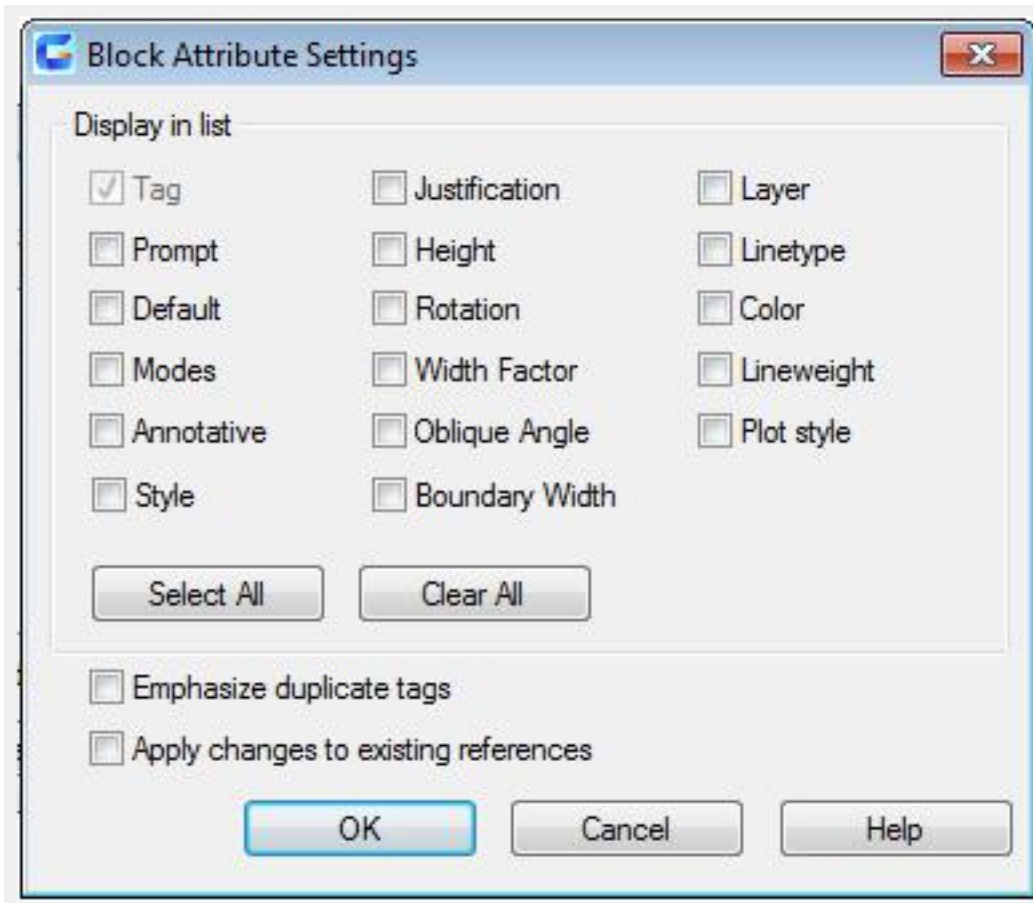 Block Attribute Settings
Display in list
Tag
Justification
Layer
Prompt
Height
Linetype
Default
Rotation
Color
Modes
Width Factor
Lineweight
Annotative
Oblique Angle
Plot style
Style
Boundary Width
Select All
Clear All
Emphasize duplicate tags
Apply changes to existing references
OK
Cancel
Help